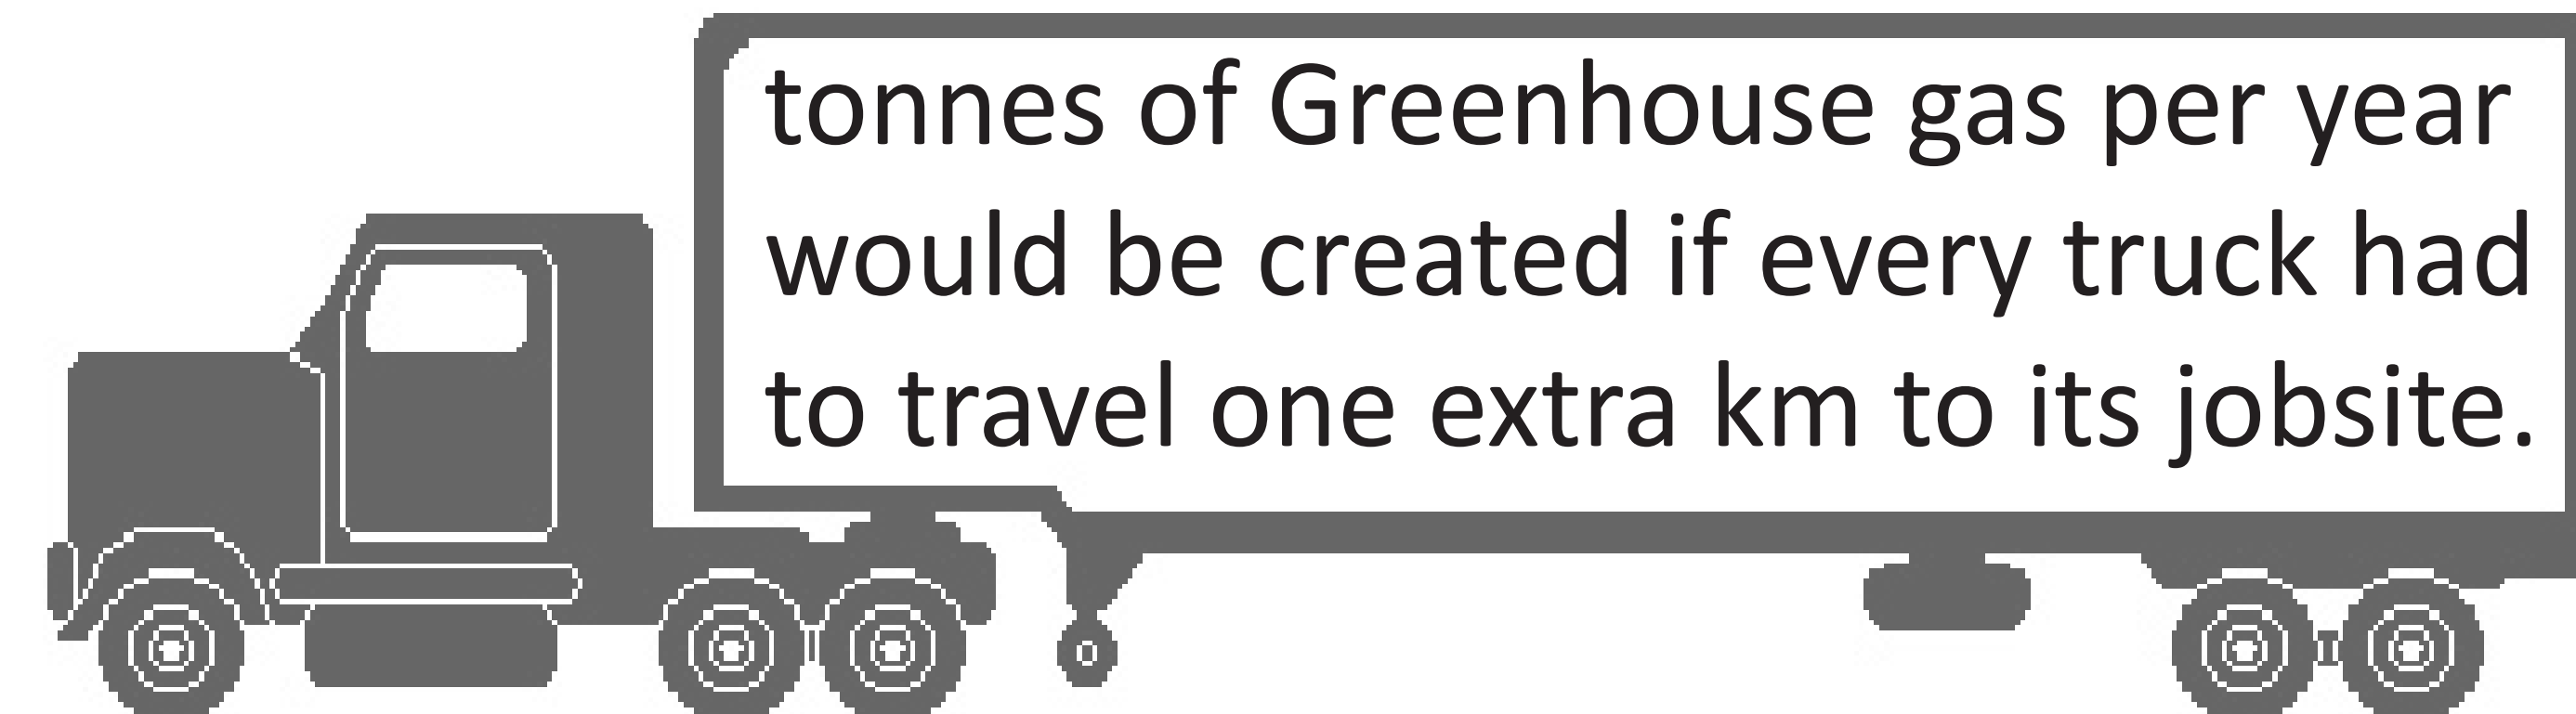 tonnes of Greenhouse gas per year
would be created if every truck had
to travel one extra km to its jobsite.